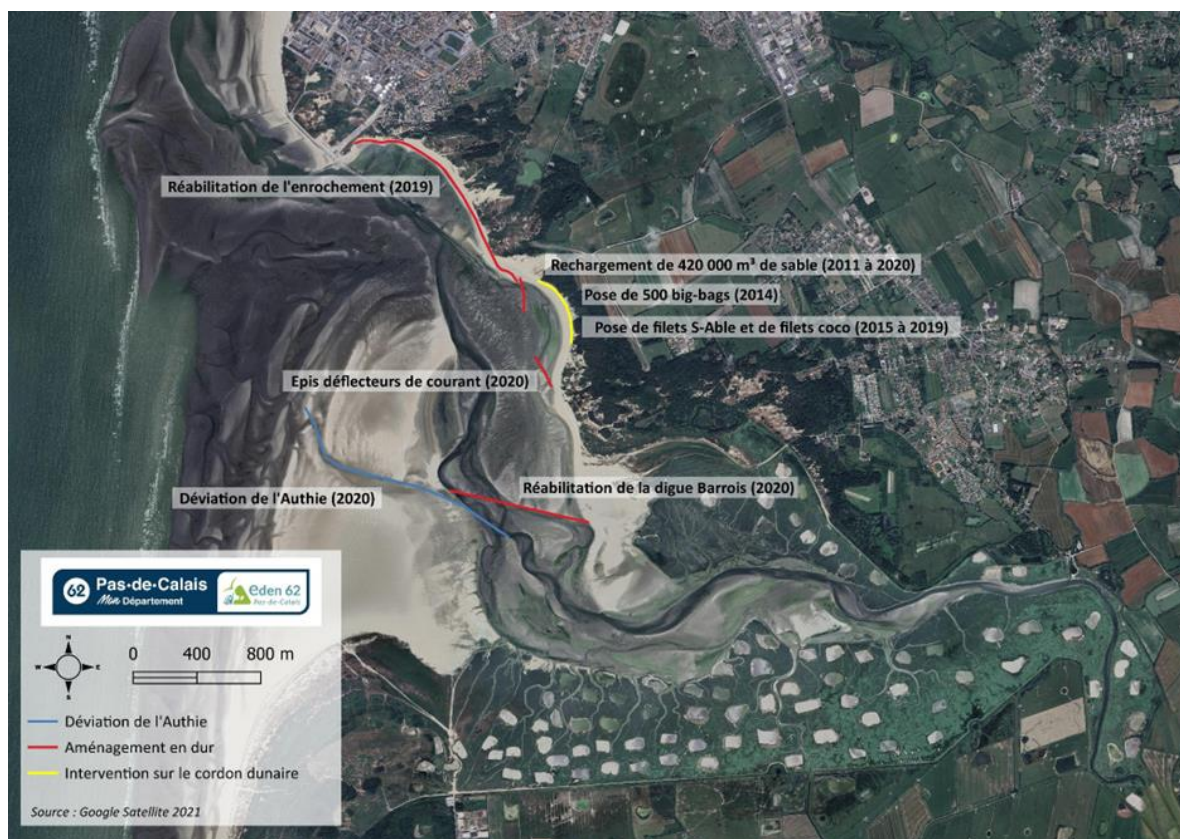 Réabilitation de l'enrochement (2019)
Rechargement de 420 000 m³ de sable (2011 à 2020)
Pose de 500 big-bags (2014)
Pose de filets S-Able et de filets coco (2015 à 2019)
Epis déflecteurs de courant (2020)
Réabilitation de la digue Barrois (2020)
Déviation de l'Authie (2020)
62 Pas-de-Calais
Mon Département
eden 62
Pas-de-Calais
N
W E
S
0 400 800 m
Déviation de l'Authie
Aménagement en dur
Intervention sur le cordon dunaire
Source : Google Satellite 2021